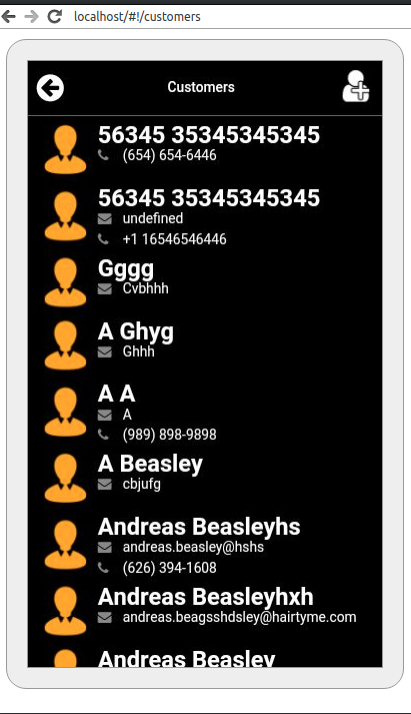 localhost/#!/customers
Customers
56345 35345345345
(654) 654-6446
56345 35345345345
undefined
+1 16546546446
Gggg
Cvbhhh
A Ghyg
Ghhh
A A
A
(989) 898-9898
A Beasley
cbjufg
Andreas Beasleyhs
andreas.beasley@hshs
(626) 394-1608
Andreas Beasleyhxh
andreas.beagsshdsley@hairtyme.com
Andreas Beasley